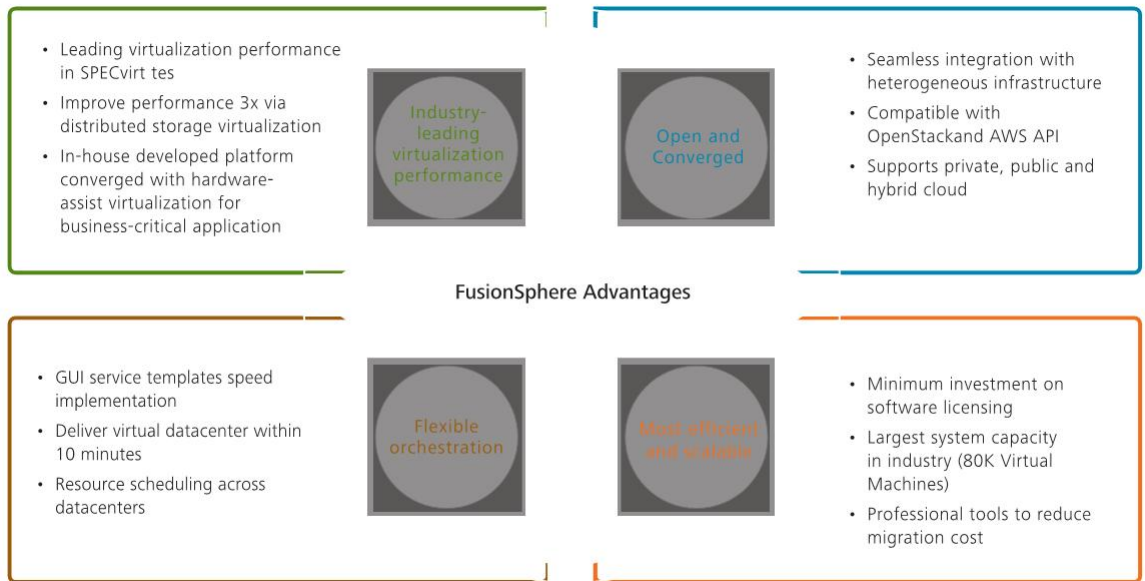 • Leading virtualization performance
in SPECvirt tes
• Improve performance 3x via
distributed storage virtualization
• In-house developed platform
converged with hardware-
assist virtualization for
business-critical application
Industry-
leading
virtualization
performance
Open and
Converged
• Seamless integration with
heterogeneous infrastructure
• Compatible with
OpenStackand AWS API
• Supports private, public and
hybrid cloud
FusionSphere Advantages
• GUI service templates speed
implementation
• Deliver virtual datacenter within
10 minutes
• Resource scheduling across
datacenters
Flexible
orchestration
Most efficient
and scalable
• Minimum investment on
software licensing
• Largest system capacity
in industry (80K Virtual
Machines)
• Professional tools to reduce
migration cost